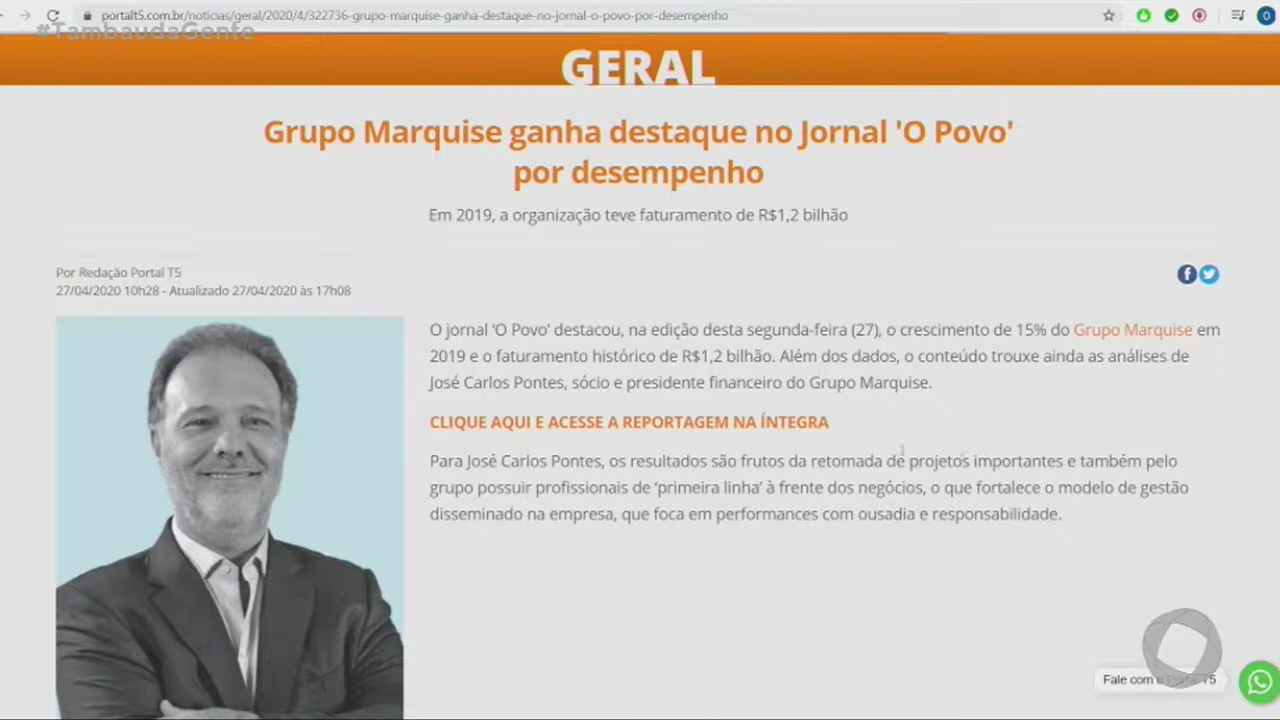 portalt5.com.br/noticias/geral/2020/4/322736-grupo-marquise-ganha-destaque-no-jornal-o-povo-por-desempenho
#TambaúdaGente
GERAL
Grupo Marquise ganha destaque no Jornal 'O Povo'
por desempenho
Em 2019, a organização teve faturamento de R$1,2 bilhão
Por Redação Portal T5
27/04/2020 10h28 - Atualizado 27/04/2020 às 17h08
O jornal ‘O Povo’ destacou, na edição desta segunda-feira (27), o crescimento de 15% do Grupo Marquise em
2019 e o faturamento histórico de R$1,2 bilhão. Além dos dados, o conteúdo trouxe ainda as análises de
José Carlos Pontes, sócio e presidente financeiro do Grupo Marquise.
CLIQUE AQUI E ACESSE A REPORTAGEM NA ÍNTEGRA
Para José Carlos Pontes, os resultados são frutos da retomada de projetos importantes e também pelo
grupo possuir profissionais de ‘primeira linha’ à frente dos negócios, o que fortalece o modelo de gestão
disseminado na empresa, que foca em performances com ousadia e responsabilidade.
Fale com o Portal T5